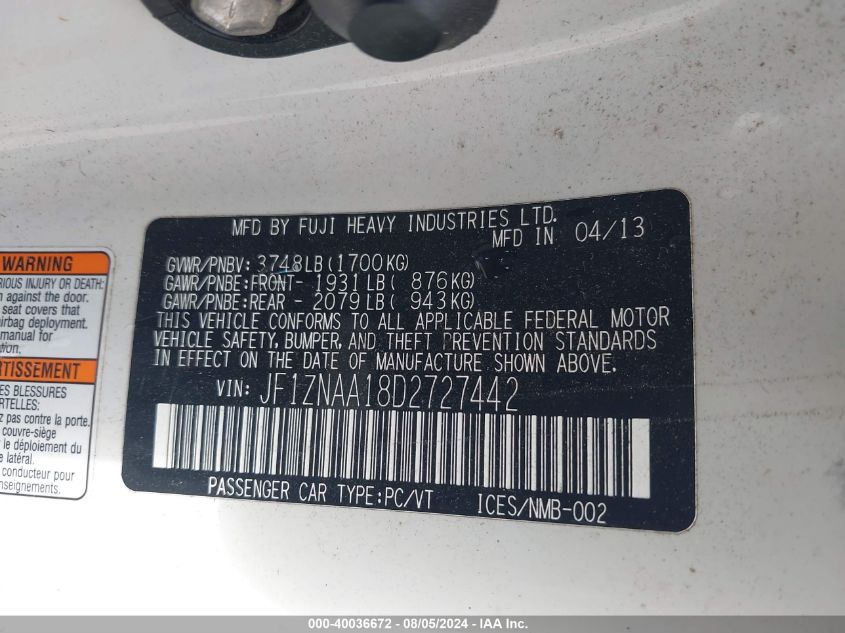 MFD BY FUJI HEAVY INDUSTRIES LTD.
MFD IN 04/13
GVWR/PNBV: 3748LB(1700KG)
GAWR/PNBE:FRONT- 1931LB( 876KG)
GAWR/PNBE:REAR - 2079LB( 943KG)
THIS VEHICLE CONFORMS TO ALL APPLICABLE FEDERAL MOTOR
VEHICLE SAFETY, BUMPER, AND THEFT PREVENTION STANDARDS
IN EFFECT ON THE DATE OF MANUFACTURE SHOWN ABOVE.
VIN: JF1ZNAA18D2727442
PASSENGER CAR TYPE:PC/VT ICES/NMB-002
WARNING
INJURY OR DEATH:
against the door.
seat covers that
deployment.
manual for
ES BLESSURES
contre la porte.
couvre-siège
le déploiement du
latéral.
conducteur pour
000-40036672 - 08/05/2024 - IAA Inc.